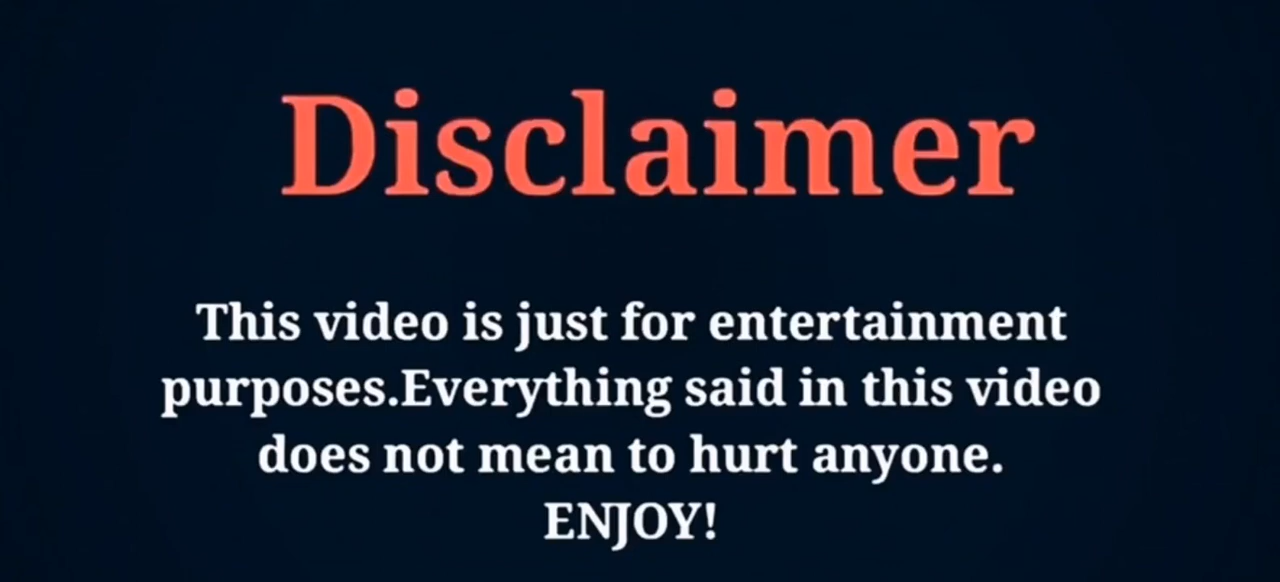 Disclaimer
This video is just for entertainment
purposes.Everything said in this video
does not mean to hurt anyone.
ENJOY!